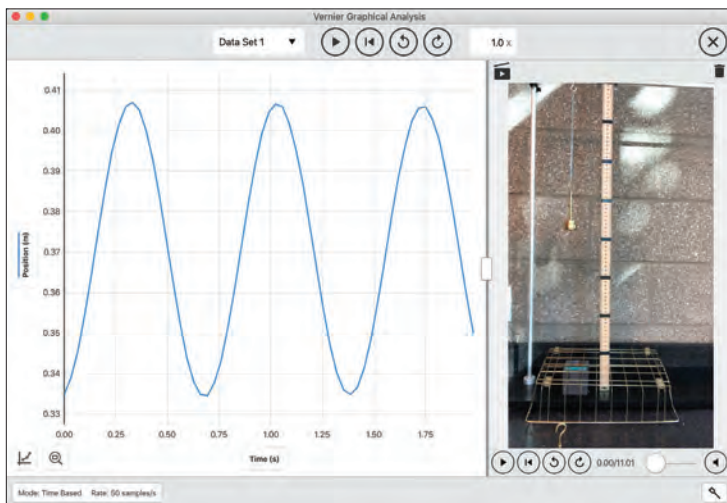 Vernier Graphical Analysis
Data Set 1 ▼ 1.0 x
0.41
0.40
0.39
0.38
0.37
0.36
0.35
0.34
0.33
Position (m)
0.00 0.25 0.50 0.75 1.00 1.25 1.50 1.75
Time (s)
0.00/11.01
Mode: Time Based Rate: 50 samples/s